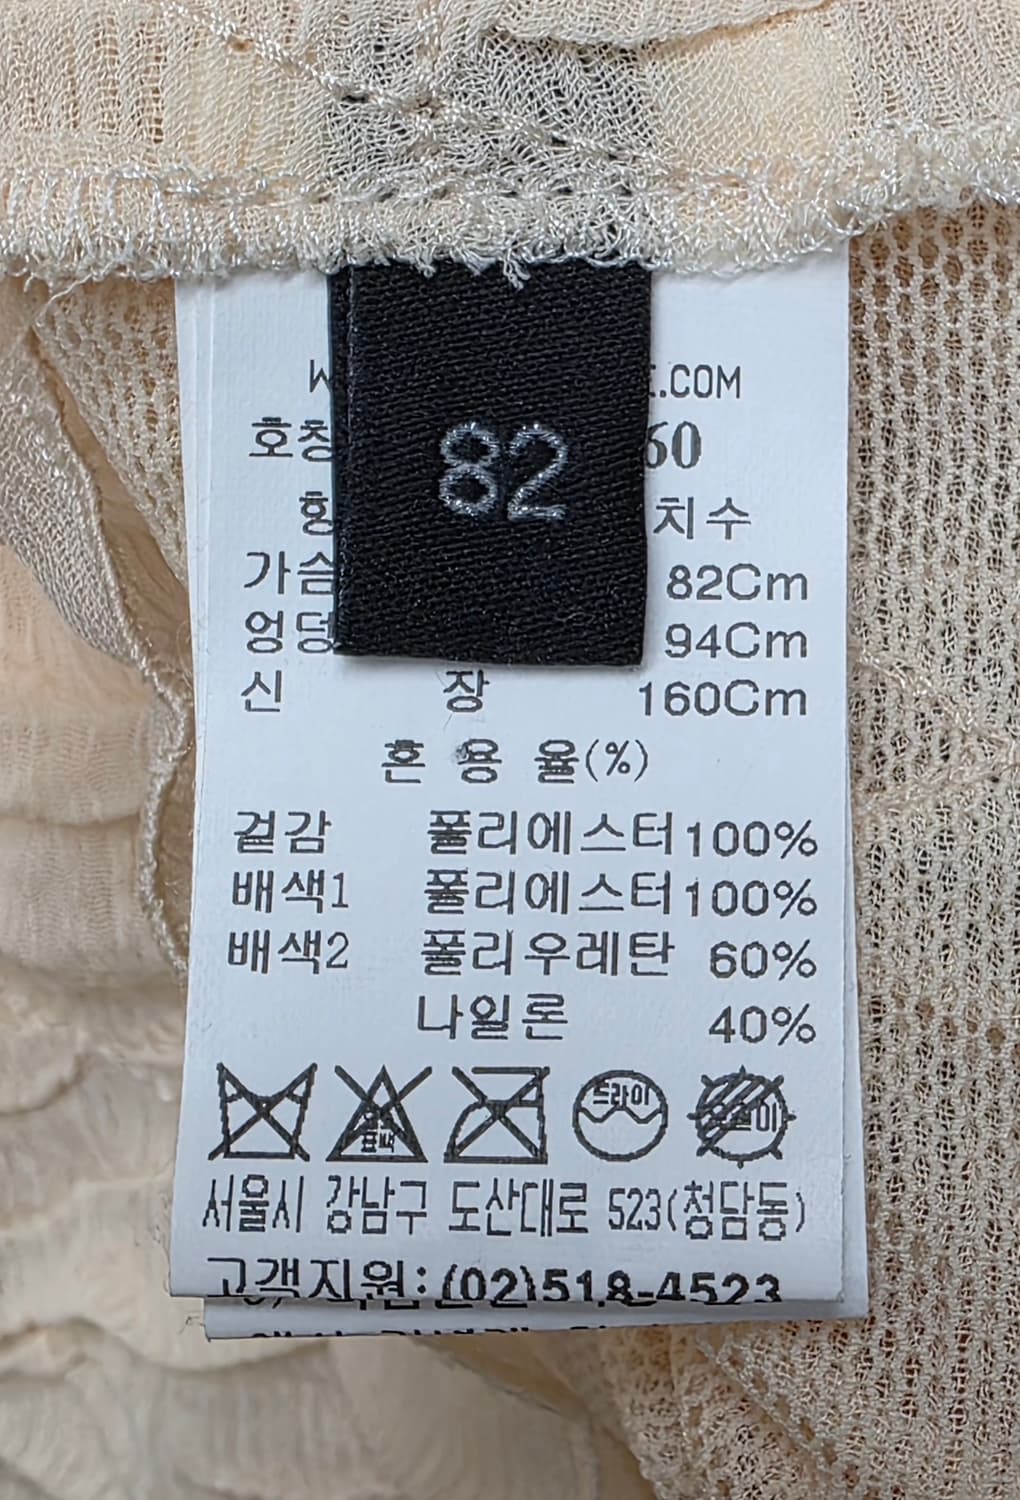 .COM
82
호칭 60
치수
가슴 82Cm
엉덩 94Cm
신 장 160Cm
혼 용 율(%)
겉감 폴리에스터100%
배색1 폴리에스터100%
배색2 폴리우레탄 60%
나일론 40%
드라이
서울시 강남구 도산대로 523(청담동)
고객지원:(02)518-4523